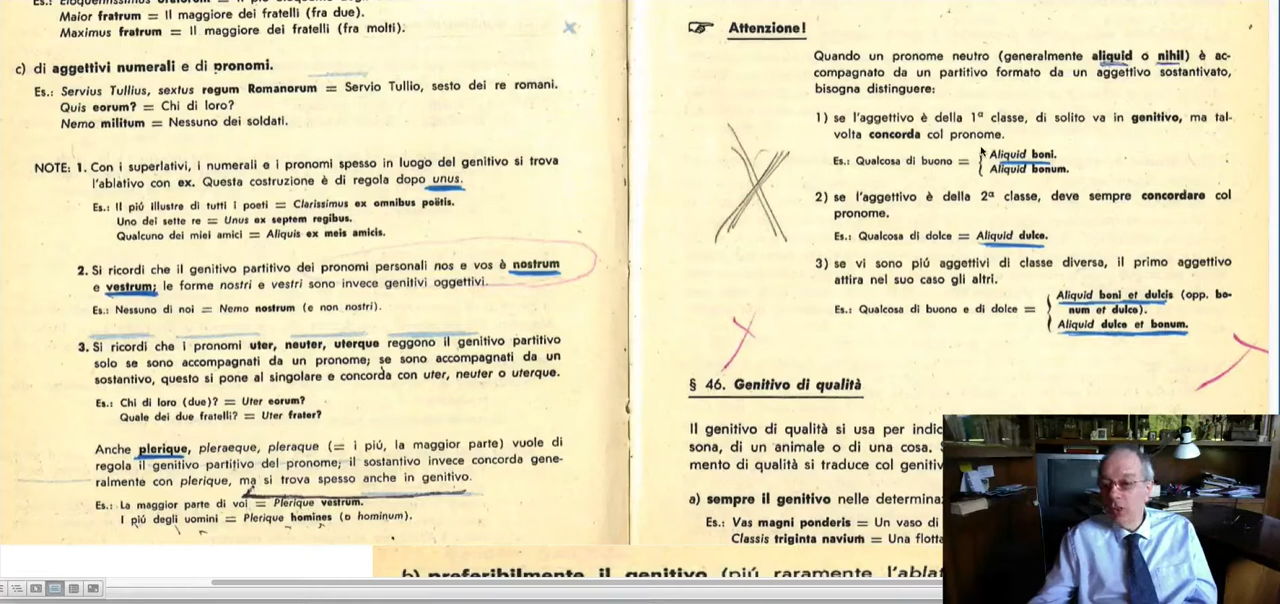 Maior fratrum = Il maggiore dei fratelli (fra due).
Maximus fratrum = Il maggiore dei fratelli (fra molti).
c) di aggettivi numerali e di pronomi.
Es.: Servius Tullius, sextus regum Romanorum = Servio Tullio, sesto dei re romani.
Quis eorum? = Chi di loro?
Nemo militum = Nessuno dei soldati.
NOTE: 1. Con i superlativi, i numerali e i pronomi spesso in luogo del genitivo si trova
l'ablativo con ex. Questa costruzione è di regola dopo unus.
Es.: Il piú illustre di tutti i poeti = Clarissimus ex omnibus poëtis.
Uno dei sette re = Unus ex septem regibus.
Qualcuno dei miei amici = Aliquis ex meis amicis.
2. Si ricordi che il genitivo partitivo dei pronomi personali nos e vos è nostrum
e vestrum; le forme nostri e vestri sono invece genitivi oggettivi.
Es.: Nessuno di noi = Nemo nostrum (e non nostri).
3. Si ricordi che i pronomi uter, neuter, uterque reggono il genitivo partitivo
solo se sono accompagnati da un pronome; se sono accompagnati da un
sostantivo, questo si pone al singolare e concorda con uter, neuter o uterque.
Es.: Chi di loro (due)? = Uter eorum?
Quale dei due fratelli? = Uter frater?
Anche plerique, pleraeque, pleraque (= i piú, la maggior parte) vuole di
regola il genitivo partitivo del pronome; il sostantivo invece concorda gene-
ralmente con plerique, ma si trova spesso anche in genitivo.
Es.: La maggior parte di voi = Plerique vestrum.
I piú degli uomini = Plerique homines (o hominum).
Attenzione!
Quando un pronome neutro (generalmente aliquid o nihil) è ac-
compagnato da un partitivo formato da un aggettivo sostantivato,
bisogna distinguere:
1) se l'aggettivo è della 1ª classe, di solito va in genitivo, ma tal-
volta concorda col pronome.
Es.: Qualcosa di buono = Aliquid boni.
Aliquid bonum.
2) se l'aggettivo è della 2ª classe, deve sempre concordare col
pronome.
Es.: Qualcosa di dolce = Aliquid dulce.
3) se vi sono piú aggettivi di classe diversa, il primo aggettivo
attira nel suo caso gli altri.
Es.: Qualcosa di buono e di dolce = Aliquid boni et dulcis (opp. bo-
num et dulce).
Aliquid dulce et bonum.
§ 46. Genitivo di qualità
Il genitivo di qualità si usa per indic
sona, di un animale o di una cosa.
mento di qualità si traduce col genitiv
a) sempre il genitivo nelle determina
Es.: Vas magni ponderis = Un vaso di
Classis triginta navium = Una flotta
b) preferibilmente il genitivo (piú raramente l'ablat